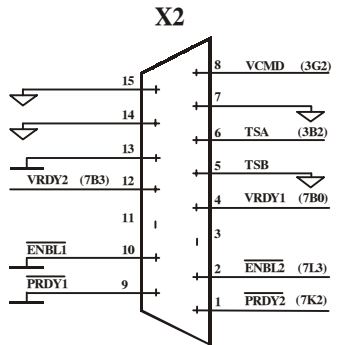 X2
8 VCMD (3G2)
15
7
14
6 TSA (3B2)
13
5 TSB
VRDY2 (7B3) 12
4 VRDY1 (7B0)
11
3
ENBL1 10
2 ENBL2 (7L3)
PRDY1 9
1 PRDY2 (7K2)